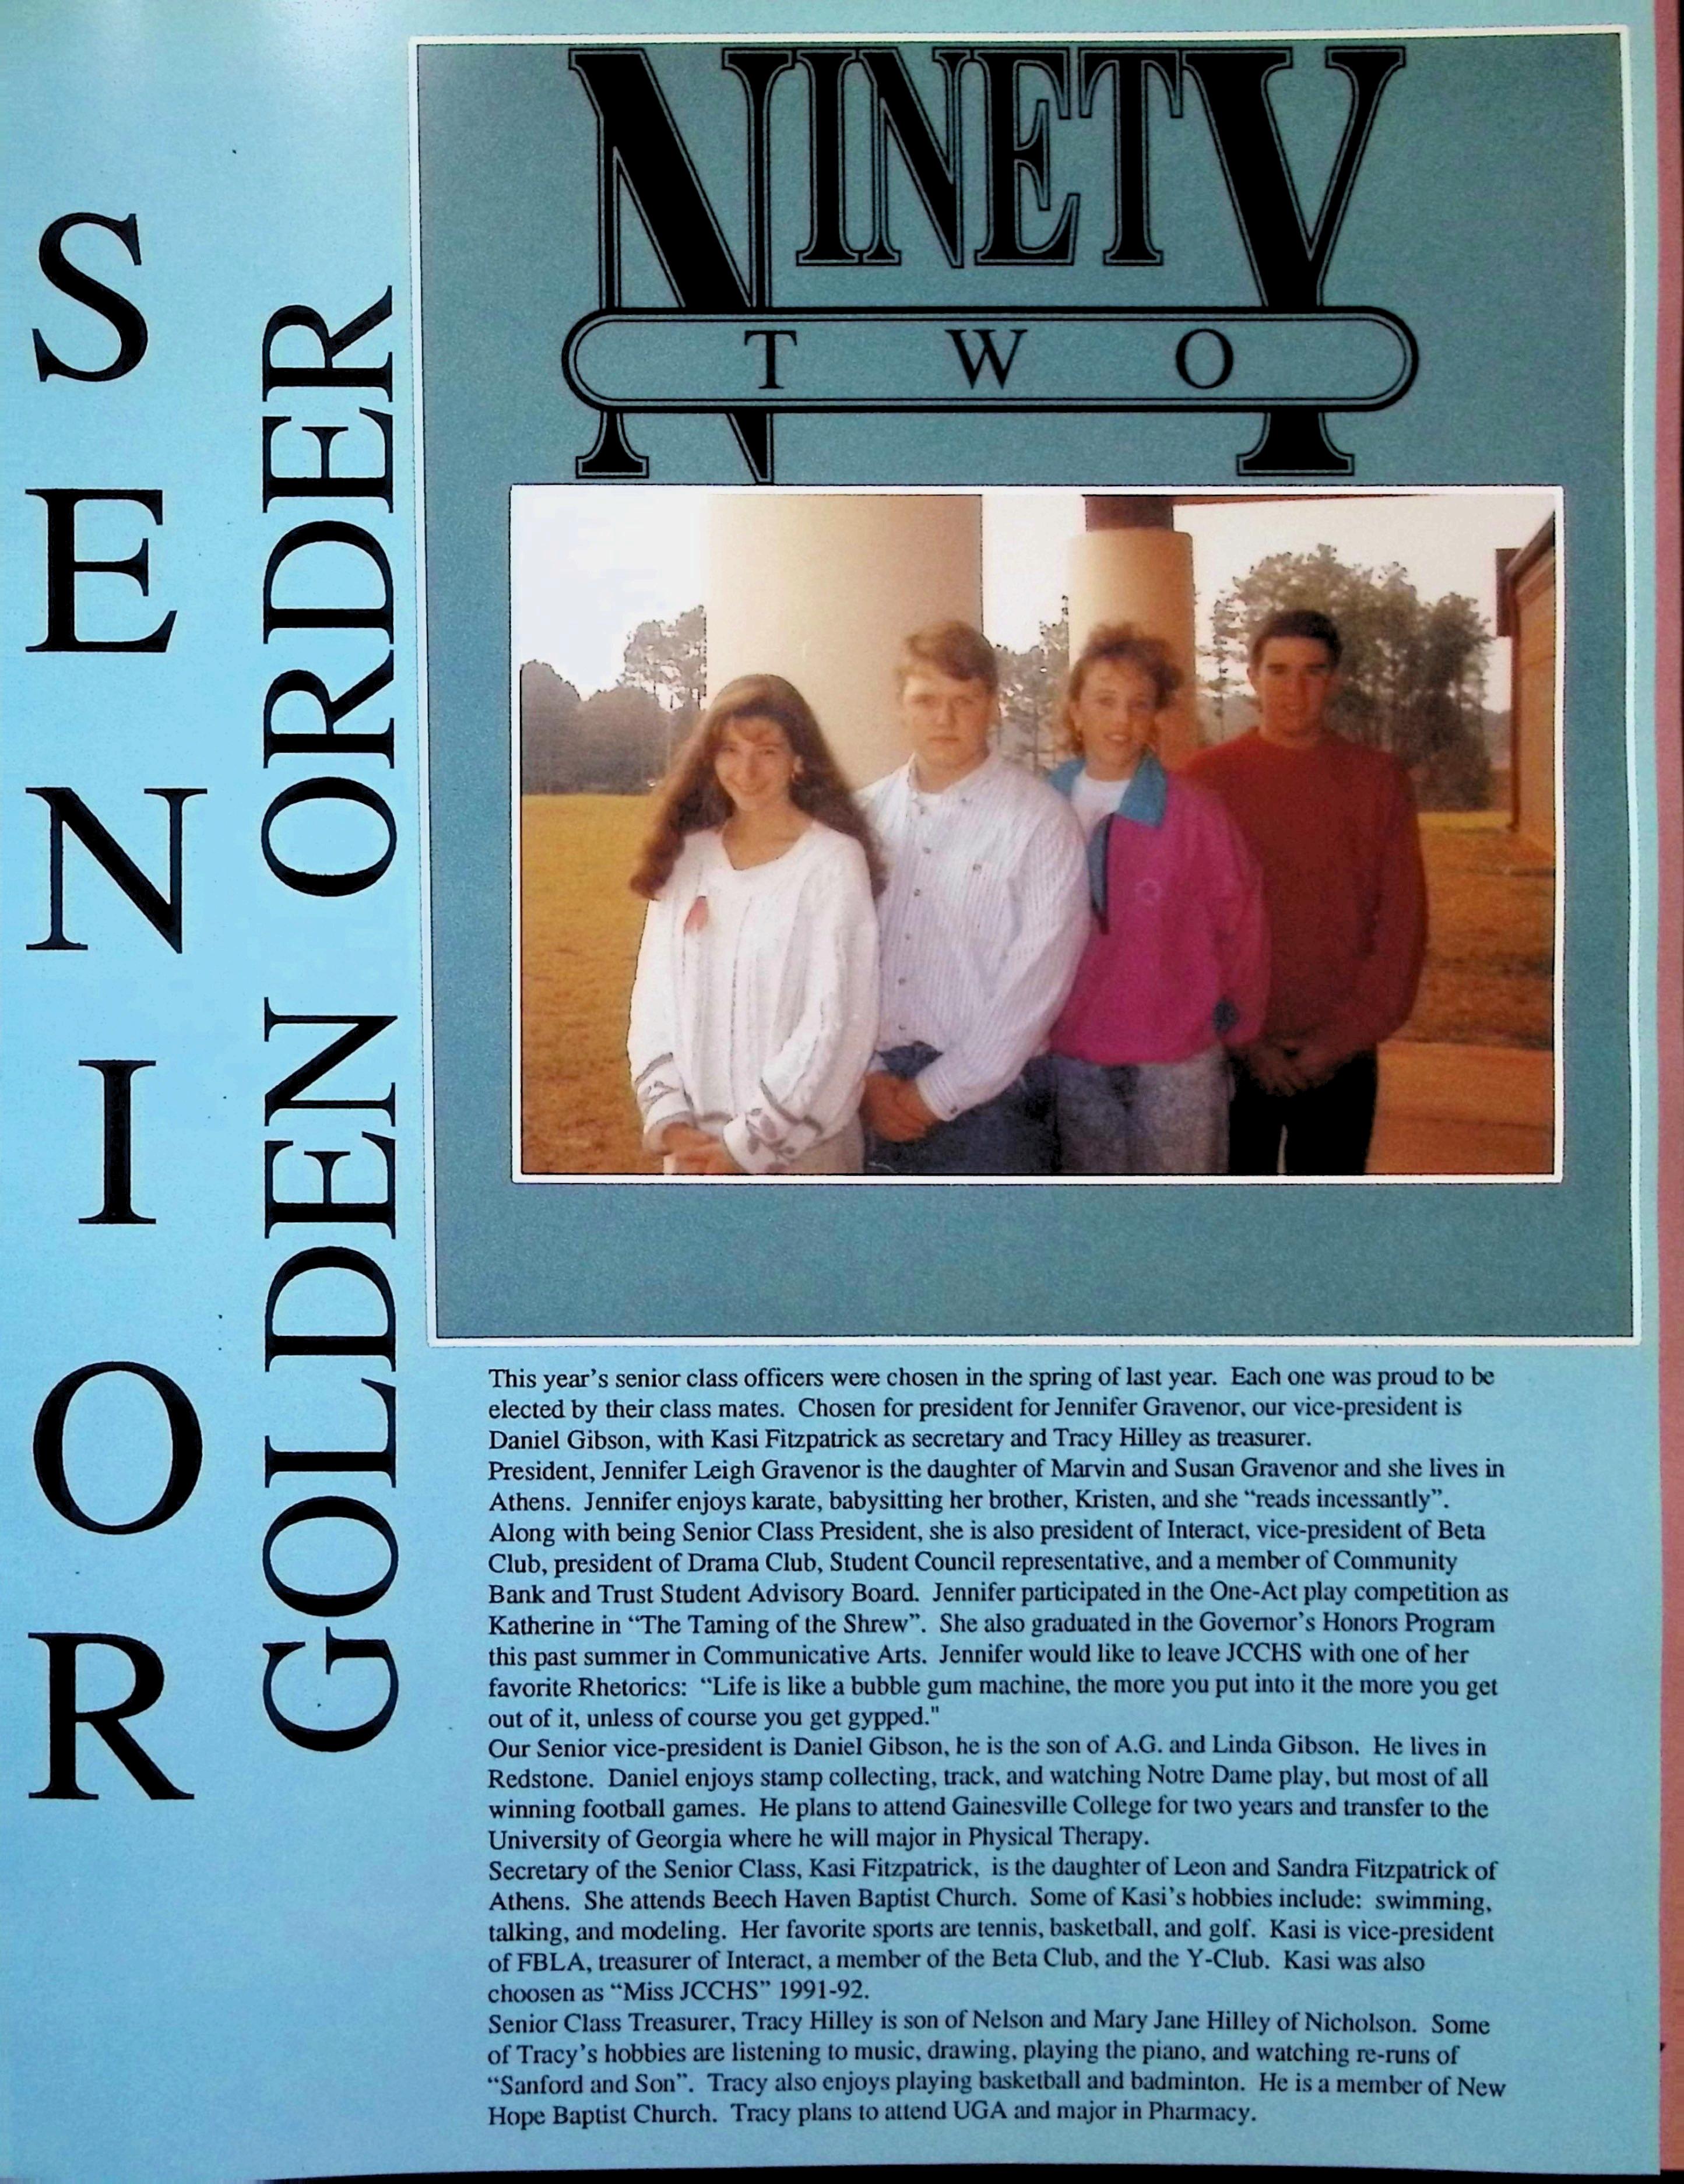 SENIOR
GOLDEN ORDER
NINETY
TWO
This year's senior class officers were chosen in the spring of last year. Each one was proud to be
elected by their class mates. Chosen for president for Jennifer Gravenor, our vice-president is
Daniel Gibson, with Kasi Fitzpatrick as secretary and Tracy Hilley as treasurer.
President, Jennifer Leigh Gravenor is the daughter of Marvin and Susan Gravenor and she lives in
Athens. Jennifer enjoys karate, babysitting her brother, Kristen, and she “reads incessantly”.
Along with being Senior Class President, she is also president of Interact, vice-president of Beta
Club, president of Drama Club, Student Council representative, and a member of Community
Bank and Trust Student Advisory Board. Jennifer participated in the One-Act play competition as
Katherine in “The Taming of the Shrew”. She also graduated in the Governor's Honors Program
this past summer in Communicative Arts. Jennifer would like to leave JCCHS with one of her
favorite Rhetorics: “Life is like a bubble gum machine, the more you put into it the more you get
out of it, unless of course you get gypped."
Our Senior vice-president is Daniel Gibson, he is the son of A.G. and Linda Gibson. He lives in
Redstone. Daniel enjoys stamp collecting, track, and watching Notre Dame play, but most of all
winning football games. He plans to attend Gainesville College for two years and transfer to the
University of Georgia where he will major in Physical Therapy.
Secretary of the Senior Class, Kasi Fitzpatrick, is the daughter of Leon and Sandra Fitzpatrick of
Athens. She attends Beech Haven Baptist Church. Some of Kasi's hobbies include: swimming,
talking, and modeling. Her favorite sports are tennis, basketball, and golf. Kasi is vice-president
of FBLA, treasurer of Interact, a member of the Beta Club, and the Y-Club. Kasi was also
choosen as “Miss JCCHS” 1991-92.
Senior Class Treasurer, Tracy Hilley is son of Nelson and Mary Jane Hilley of Nicholson. Some
of Tracy's hobbies are listening to music, drawing, playing the piano, and watching re-runs of
“Sanford and Son”. Tracy also enjoys playing basketball and badminton. He is a member of New
Hope Baptist Church. Tracy plans to attend UGA and major in Pharmacy.